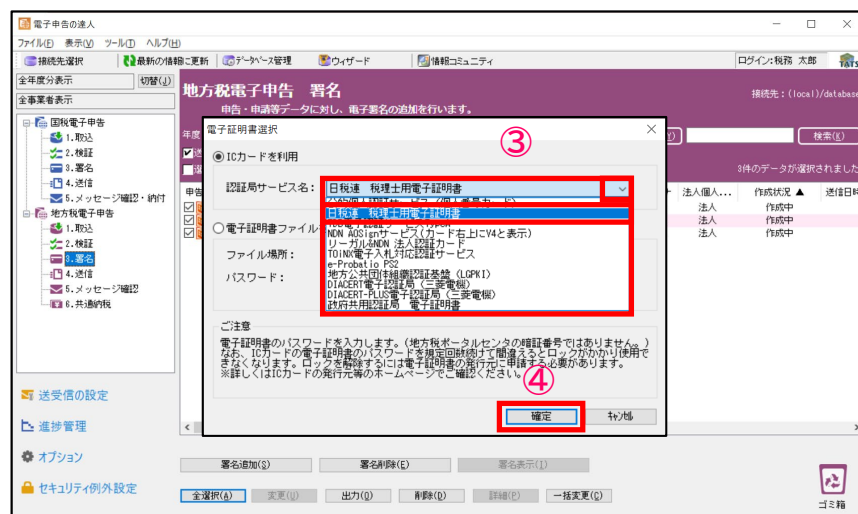 電子申告の達人
ファイル(F) 表示(V) ツール(T) ヘルプ(H)
接続先選択 最新の情報に更新 データベース管理 ウィザード 情報コミュニティ ログイン:税務 太郎
全年度分表示 切替(J)
全事業者表示
地方税電子申告 署名
申告・申請等データに対し、電子署名の追加を行います。
接続先:(local)/database
国税電子申告
1.取込
2.検証
3.署名
4.送信
5.メッセージ確認・納付
地方税電子申告
1.取込
2.検証
3.署名
4.送信
5.メッセージ確認
6.共通納税
年度
検索(K)
3件のデータが選択されました
法人個人... 作成状況 ▲ 送信日時
法人 作成中
法人 作成中
法人 作成中
電子証明書選択
③
ICカードを利用
認証局サービス名: 日税連 税理士用電子証明書
日税連 税理士用電子証明書
NDN AOSignサービス(カード右上にV4と表示)
リーガル&NDN 法人認証カード
TOiNX電子入札対応認証サービス
e-Probatio PS2
地方公共団体組織認証基盤 (LGPKI)
DIACERT電子認証局 (三菱電機)
DIACERT-PLUS電子認証局 (三菱電機)
政府共用認証局 電子証明書
電子証明書ファイル
ファイル場所:
パスワード:
ご注意
電子証明書のパスワードを入力します。(地方税ポータルセンタの暗証番号ではありません。)
なお、ICカードの電子証明書のパスワードを規定回数続けて間違えるとロックがかかり使用で
きなくなります。ロックを解除するには電子証明書の発行元に申請する必要があります。
※詳しくはICカードの発行元等のホームページでご確認ください。
④
確定 キャンセル
送受信の設定
進捗管理
オプション
セキュリティ例外設定
署名追加(S) 署名削除(E) 署名表示(I)
全選択(A) 変更(U) 出力(O) 削除(D) 詳細(P) 一括変更(C)
ゴミ箱